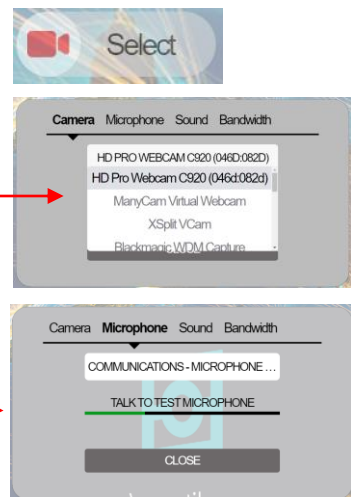 Select
Camera Microphone Sound Bandwidth
HD PRO WEBCAM C920 (046D:082D)
HD Pro Webcam C920 (046d:082d)
ManyCam Virtual Webcam
XSplit VCam
Blackmagic WDM Capture
Camera Microphone Sound Bandwidth
COMMUNICATIONS - MICROPHONE ...
TALK TO TEST MICROPHONE
CLOSE